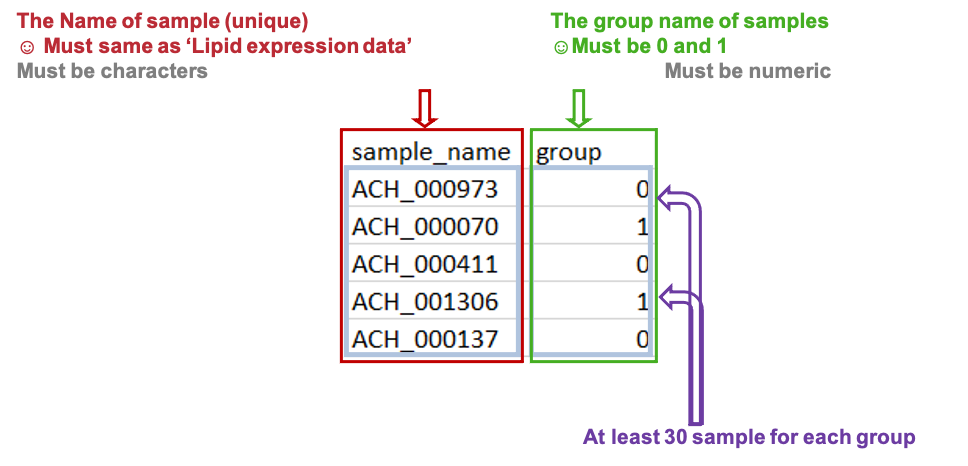 The Name of sample (unique)
☺ Must same as ‘Lipid expression data’
Must be characters
The group name of samples
☺Must be 0 and 1
Must be numeric
sample_name group
ACH_000973 0
ACH_000070 1
ACH_000411 0
ACH_001306 1
ACH_000137 0
At least 30 sample for each group